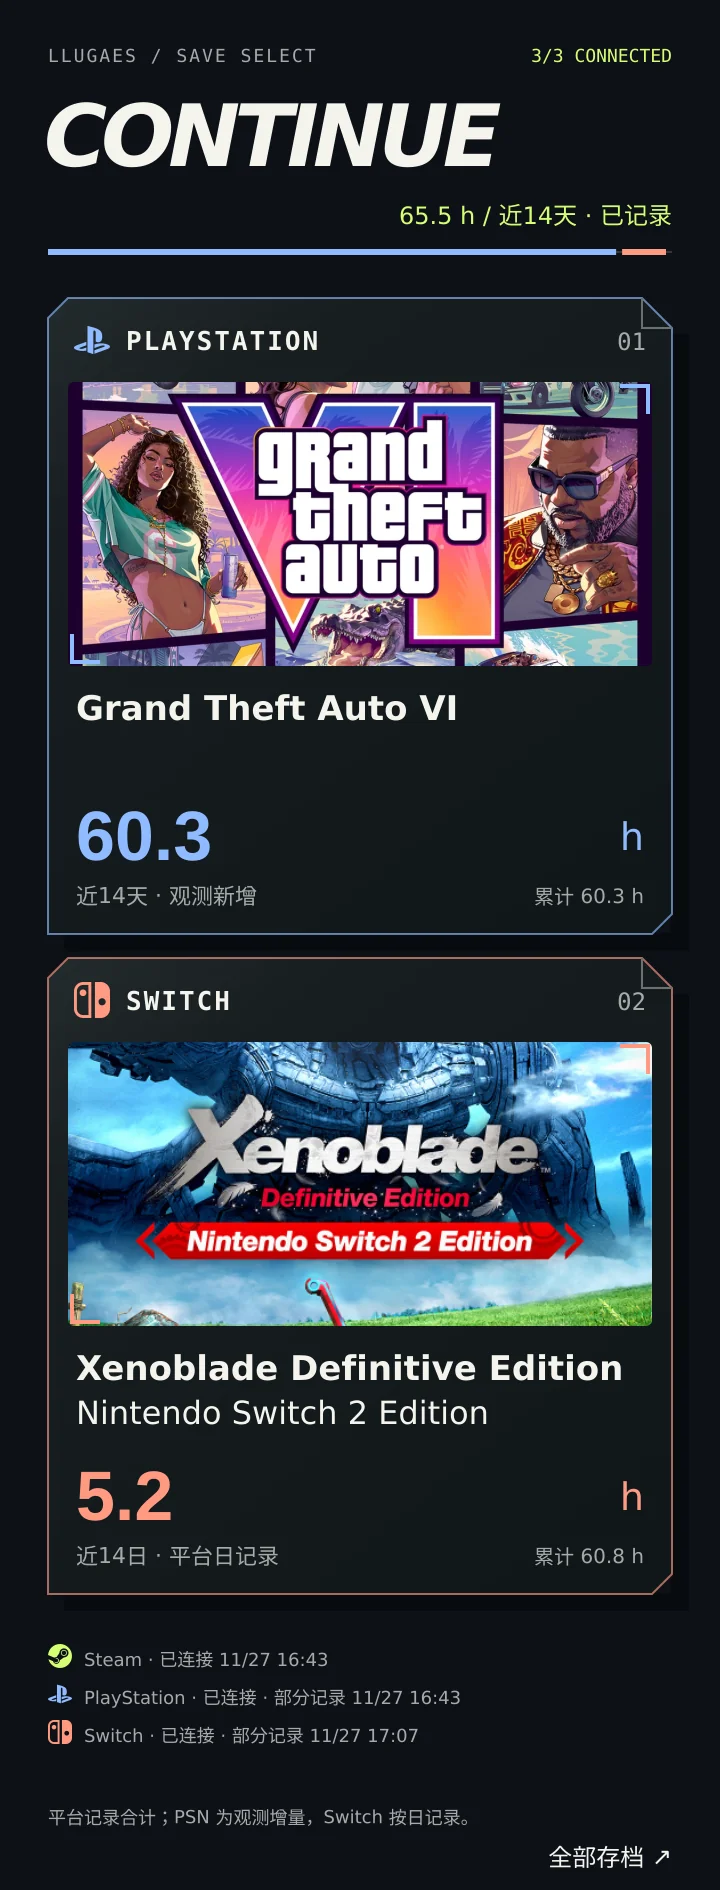 LLUGAES / SAVE SELECT
3/3 CONNECTED
CONTINUE
65.5 h / 近14天 · 已记录
PLAYSTATION
01
VI
grand
theft
auto
Grand Theft Auto VI
60.3
h
近14天 · 观测新增
累计 60.3 h
SWITCH
02
Xenoblade™
Definitive Edition
Nintendo Switch 2 Edition
Xenoblade Definitive Edition
Nintendo Switch 2 Edition
5.2
h
近14日 · 平台日记录
累计 60.8 h
Steam · 已连接 11/27 16:43
PlayStation · 已连接 · 部分记录 11/27 16:43
Switch · 已连接 · 部分记录 11/27 17:07
平台记录合计；PSN 为观测增量，Switch 按日记录。
全部存档 ↗